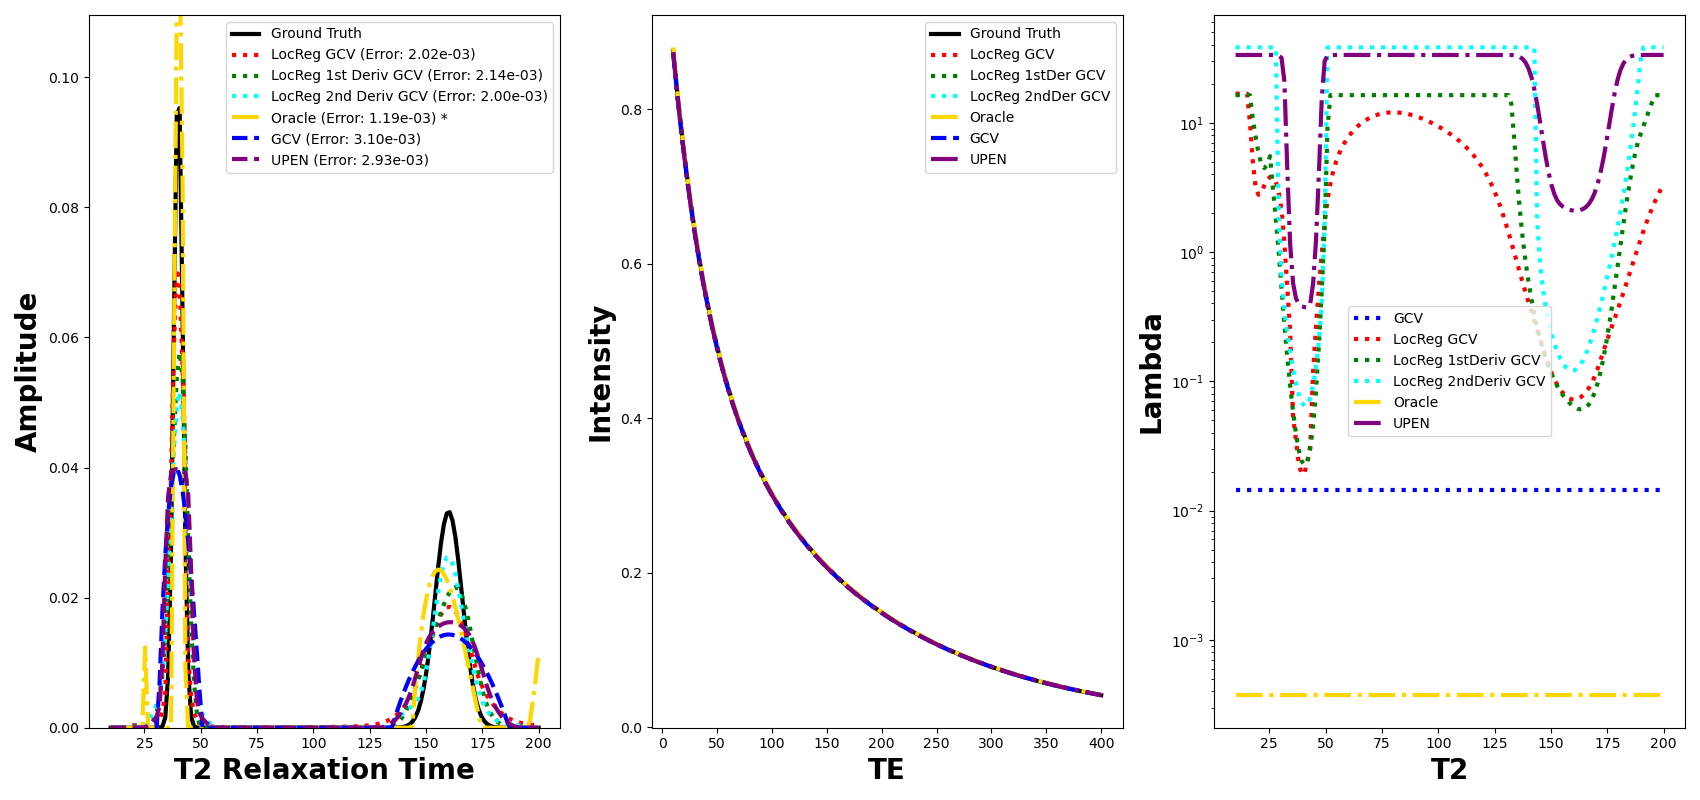 Amplitude
0.10
0.08
0.06
0.04
0.02
0.00
25 50 75 100 125 150 175 200
T2 Relaxation Time
Ground Truth
LocReg GCV (Error: 2.02e-03)
LocReg 1st Deriv GCV (Error: 2.14e-03)
LocReg 2nd Deriv GCV (Error: 2.00e-03)
Oracle (Error: 1.19e-03) *
GCV (Error: 3.10e-03)
UPEN (Error: 2.93e-03)
Intensity
0.8
0.6
0.4
0.2
0.0
0 50 100 150 200 250 300 350 400
TE
Ground Truth
LocReg GCV
LocReg 1stDer GCV
LocReg 2ndDer GCV
Oracle
GCV
UPEN
Lambda
10¹
10⁰
10⁻¹
10⁻²
10⁻³
25 50 75 100 125 150 175 200
T2
GCV
LocReg GCV
LocReg 1stDeriv GCV
LocReg 2ndDeriv GCV
Oracle
UPEN